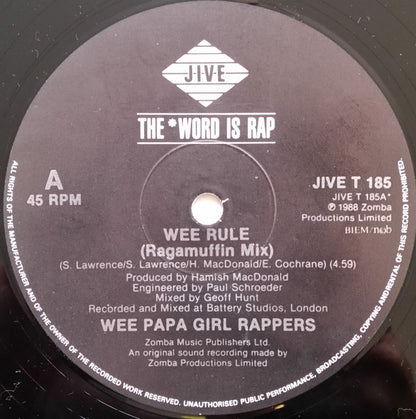 JIVE
THE *WORD IS RAP
A
45 RPM
JIVE T 185
JIVE T 185A*
℗ 1988 Zomba
Productions Limited
BIEM/ncb
WEE RULE
(Ragamuffin Mix)
(S. Lawrence/S. Lawrence/H. MacDonald/E. Cochrane) (4.59)
Produced by Hamish MacDonald
Engineered by Paul Schroeder
Mixed by Geoff Hunt
Recorded and Mixed at Battery Studios, London
WEE PAPA GIRL RAPPERS
Zomba Music Publishers Ltd.
An original sound recording made by
Zomba Productions Limited
ALL RIGHTS OF THE MANUFACTURER AND OF THE OWNER OF THE RECORDED WORK RESERVED. UNAUTHORISED PUBLIC PERFORMANCE, BROADCASTING, COPYING AND RERENTAL OF THIS RECORD PROHIBITED.